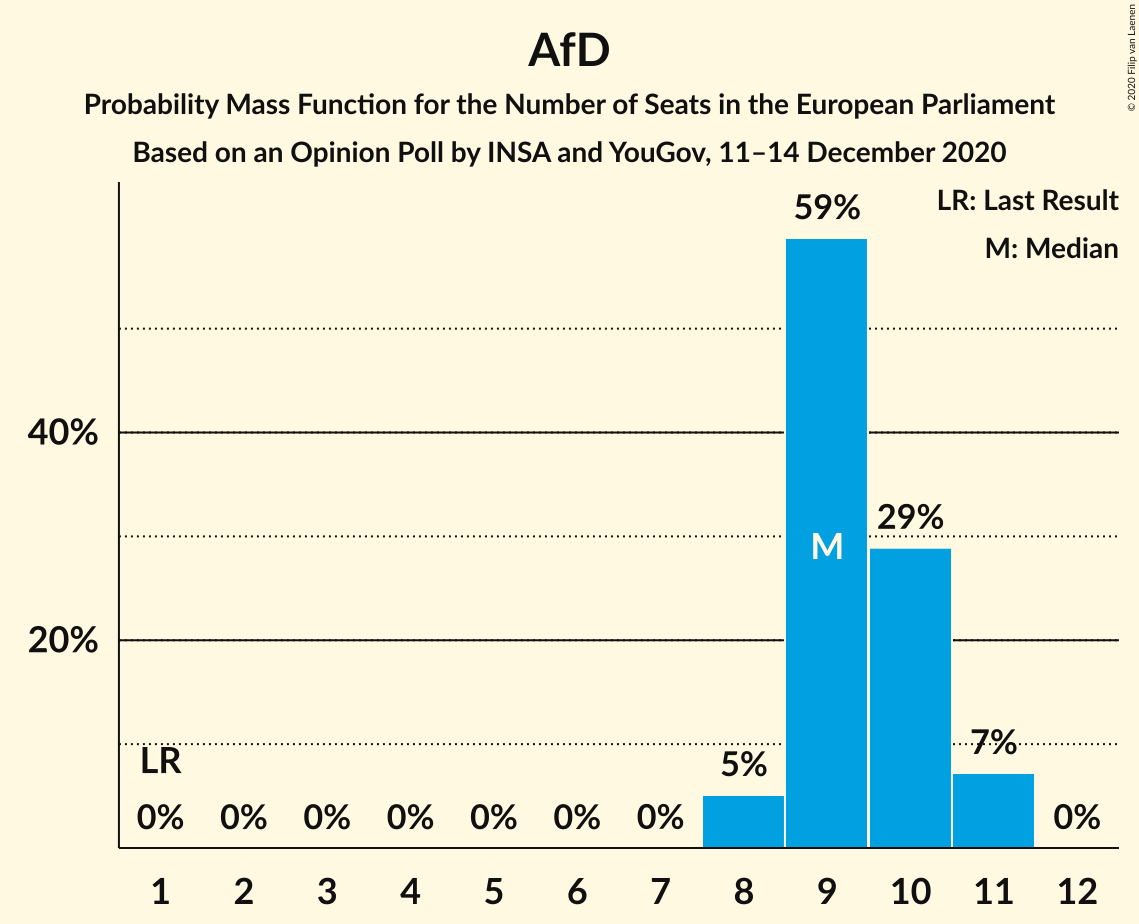 AfD
Probability Mass Function for the Number of Seats in the European Parliament
Based on an Opinion Poll by INSA and YouGov, 11–14 December 2020
© 2020 Filip van Laenen
LR: Last Result
M: Median
59%
40%
29%
M
20%
LR
7%
5%
0% 0% 0% 0% 0% 0% 0% 0%
1 2 3 4 5 6 7 8 9 10 11 12